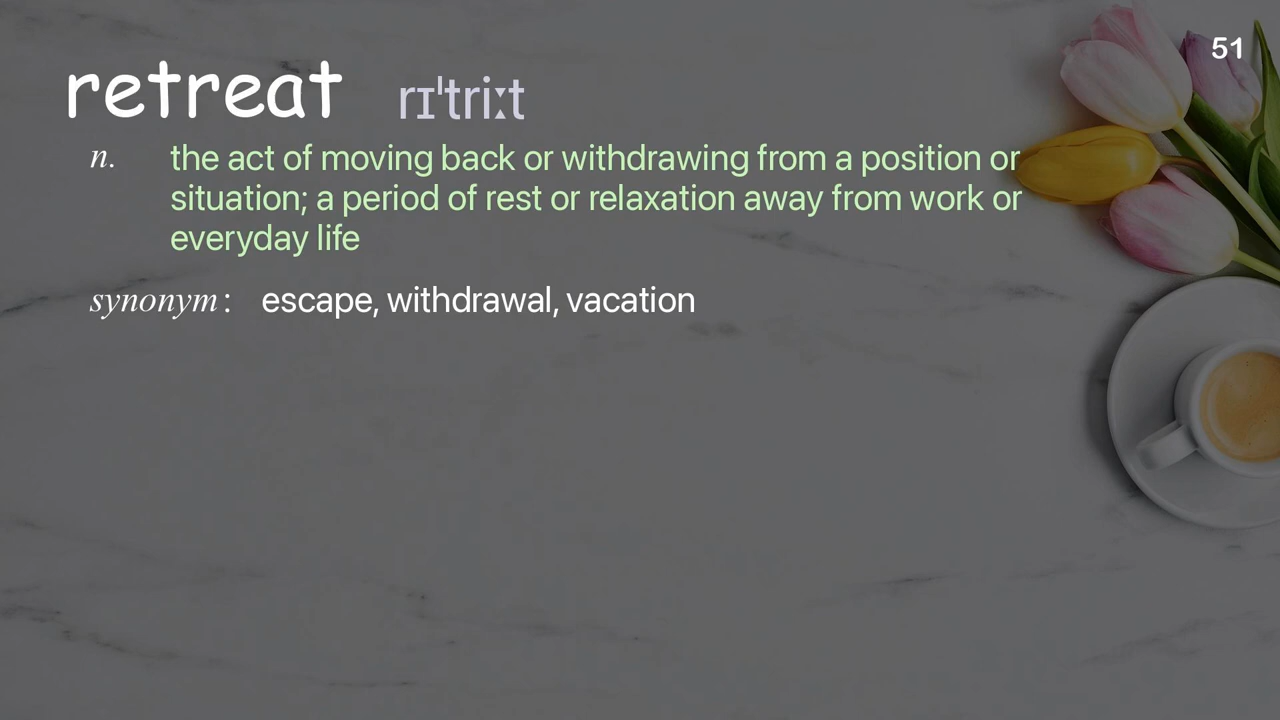 51
retreat rɪˈtriːt
n. the act of moving back or withdrawing from a position or
situation; a period of rest or relaxation away from work or
everyday life
synonym: escape, withdrawal, vacation